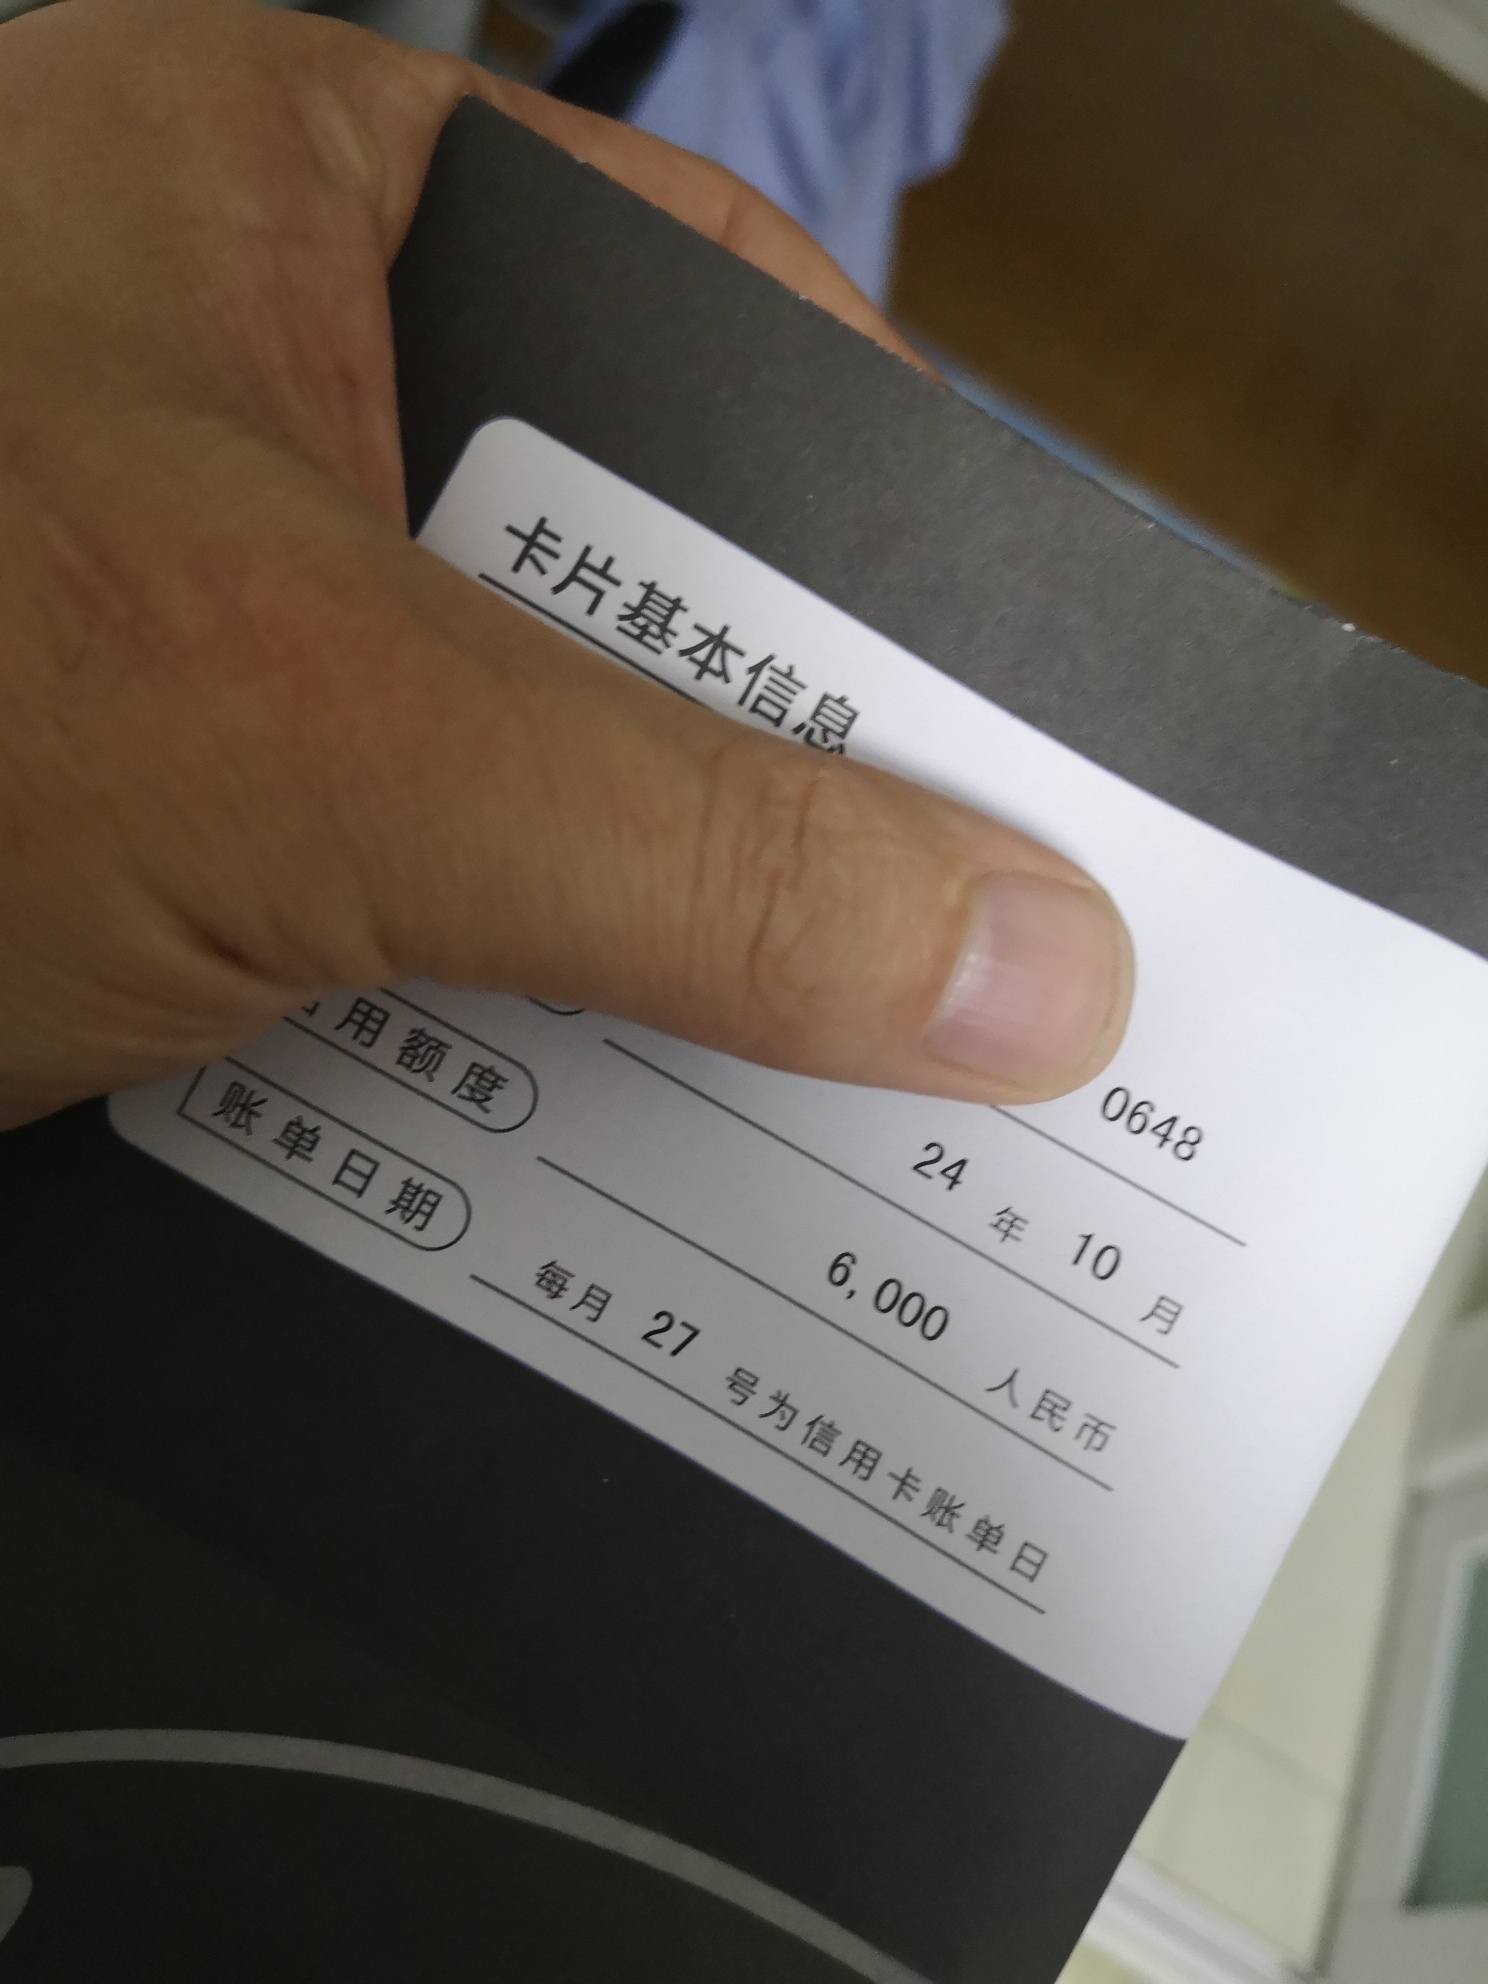 卡片基本信息
0648
24 年 10 月
用额度 6,000 人民币
账单日期 每月 27 号为信用卡账单日